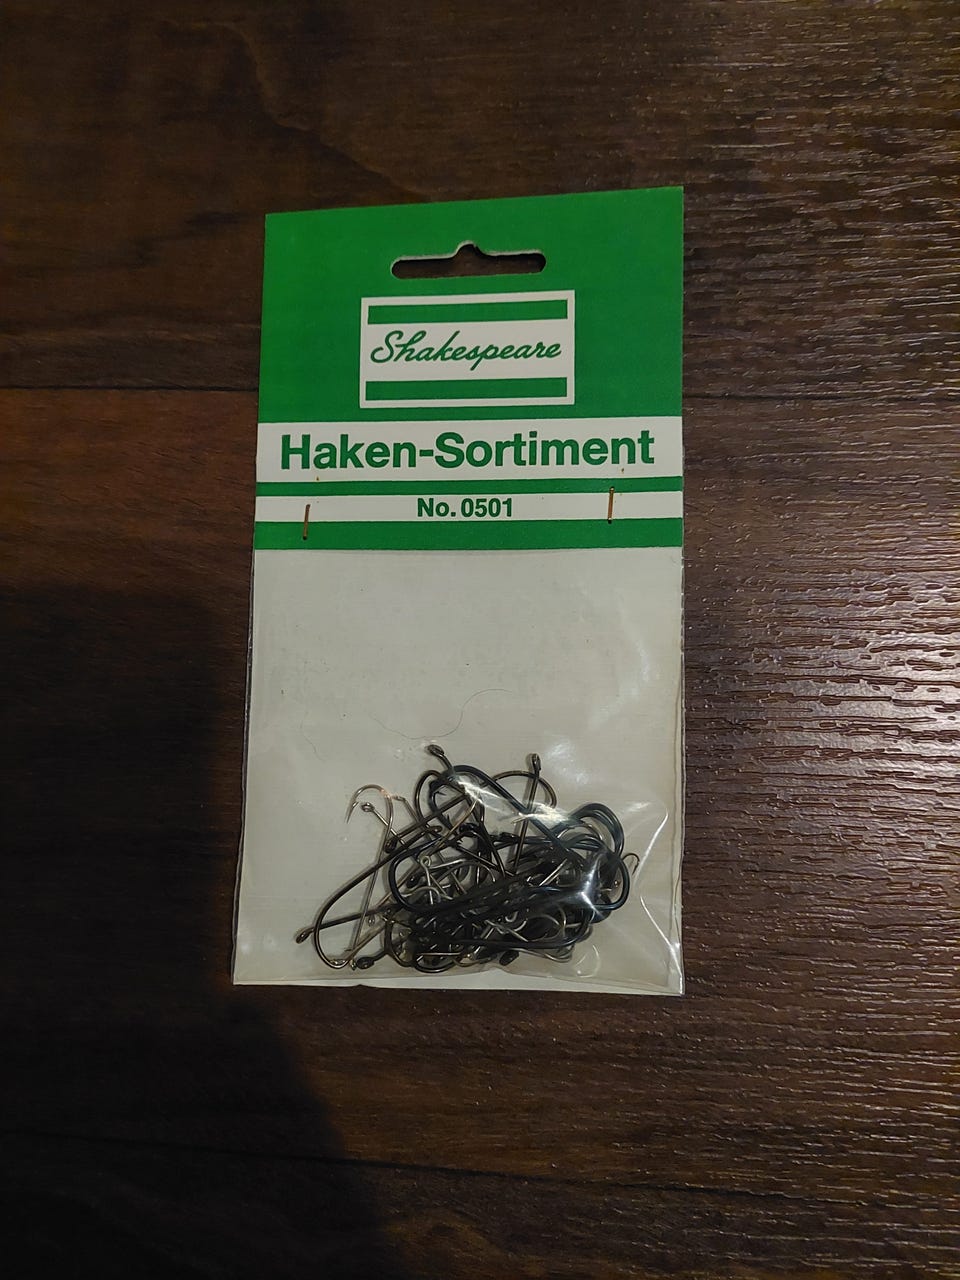 Shakespeare
Haken-Sortiment
No. 0501